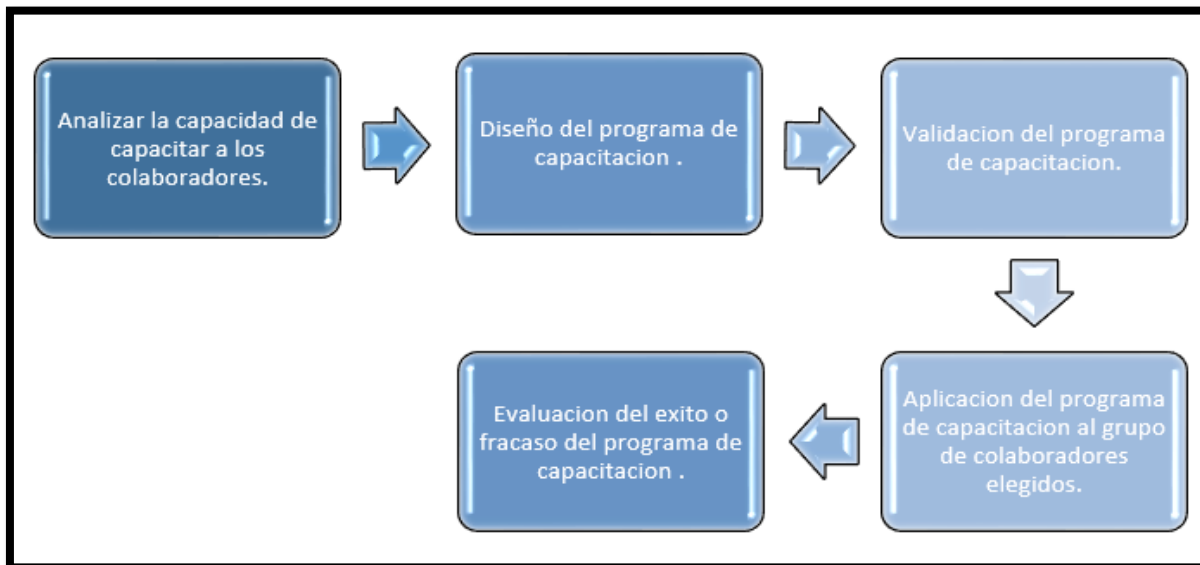 Analizar la capacidad de
capacitar a los
colaboradores.
Diseño del programa de
capacitacion .
Validacion del programa
de capacitacion.
Aplicacion del programa
de capacitacion al grupo
de colaboradores
elegidos.
Evaluacion del exito o
fracaso del programa de
capacitacion .